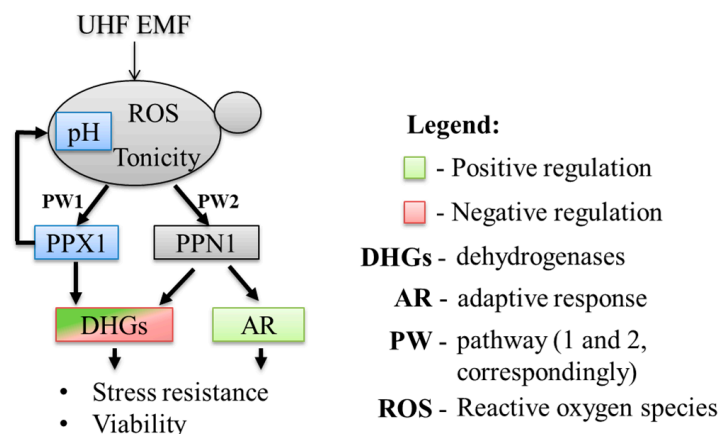 UHF EMF
ROS
pH
Tonicity
PW1
PW2
PPX1
PPN1
DHGs
AR
• Stress resistance
• Viability
Legend:
- Positive regulation
- Negative regulation
DHGs - dehydrogenases
AR - adaptive response
PW - pathway (1 and 2,
correspondingly)
ROS - Reactive oxygen species